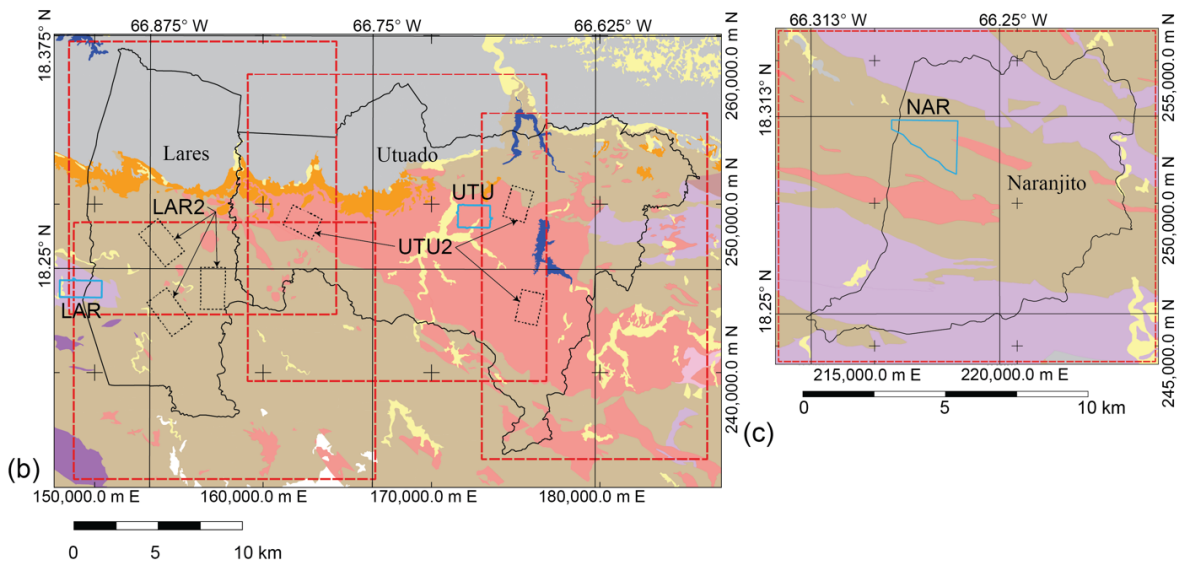 66.875° W
66.75° W
66.625° W
18.375° N
18.25° N
260,000.0 m N
250,000.0 m N
240,000.0 m N
Lares
Utuado
LAR2
UTU
UTU2
LAR
(b)
150,000.0 m E
160,000.0 m E
170,000.0 m E
180,000.0 m E
0 5 10 km
66.313° W
66.25° W
18.313° N
18.25° N
255,000.0 m N
250,000.0 m N
245,000.0 m N
NAR
Naranjito
215,000.0 m E
220,000.0 m E
0 5 10 km
(c)